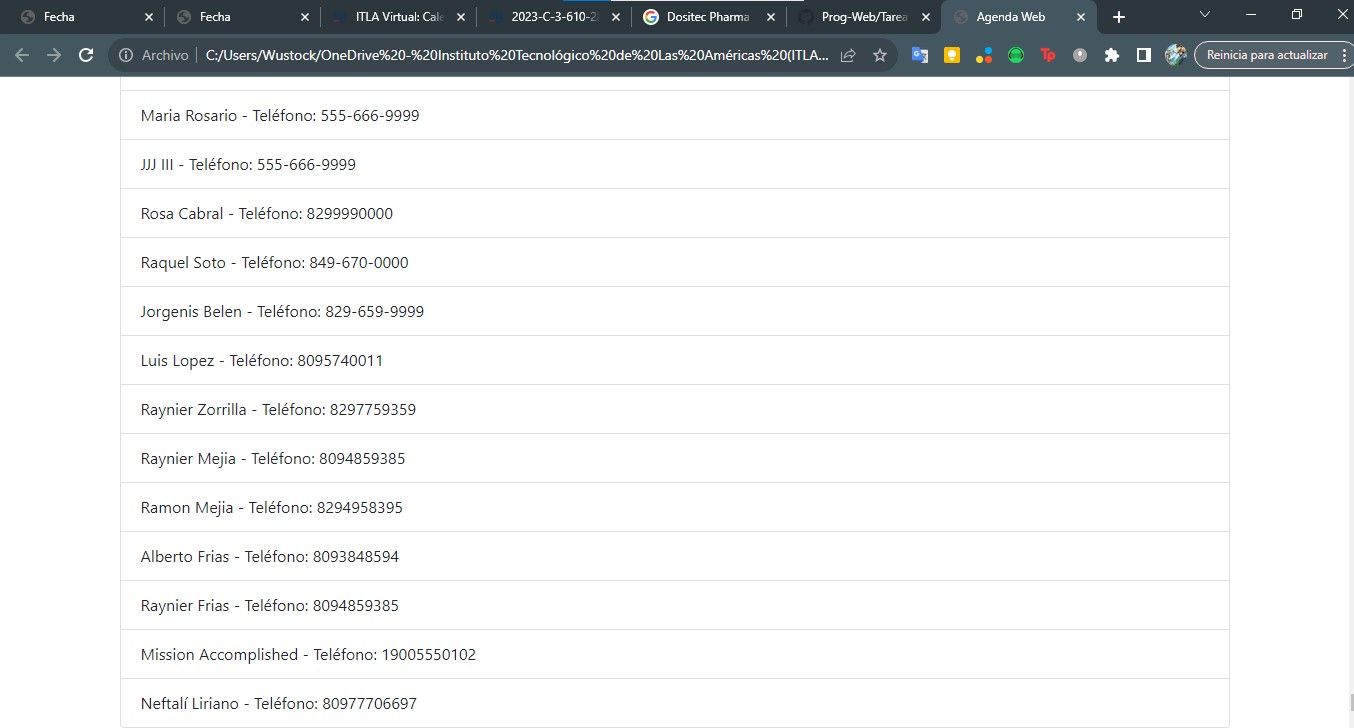 Fecha
Fecha
ITLA Virtual: Cale
2023-C-3-610-2
Dositec Pharma
Prog-Web/Tarea
Agenda Web
Archivo
C:/Users/Wustock/OneDrive%20-%20Instituto%20Tecnológico%20de%20Las%20Américas%20(ITLA...
Tp
Reinicia para actualizar
Maria Rosario - Teléfono: 555-666-9999
JJJ III - Teléfono: 555-666-9999
Rosa Cabral - Teléfono: 8299990000
Raquel Soto - Teléfono: 849-670-0000
Jorgenis Belen - Teléfono: 829-659-9999
Luis Lopez - Teléfono: 8095740011
Raynier Zorrilla - Teléfono: 8297759359
Raynier Mejia - Teléfono: 8094859385
Ramon Mejia - Teléfono: 8294958395
Alberto Frias - Teléfono: 8093848594
Raynier Frias - Teléfono: 8094859385
Mission Accomplished - Teléfono: 19005550102
Neftalí Liriano - Teléfono: 80977706697